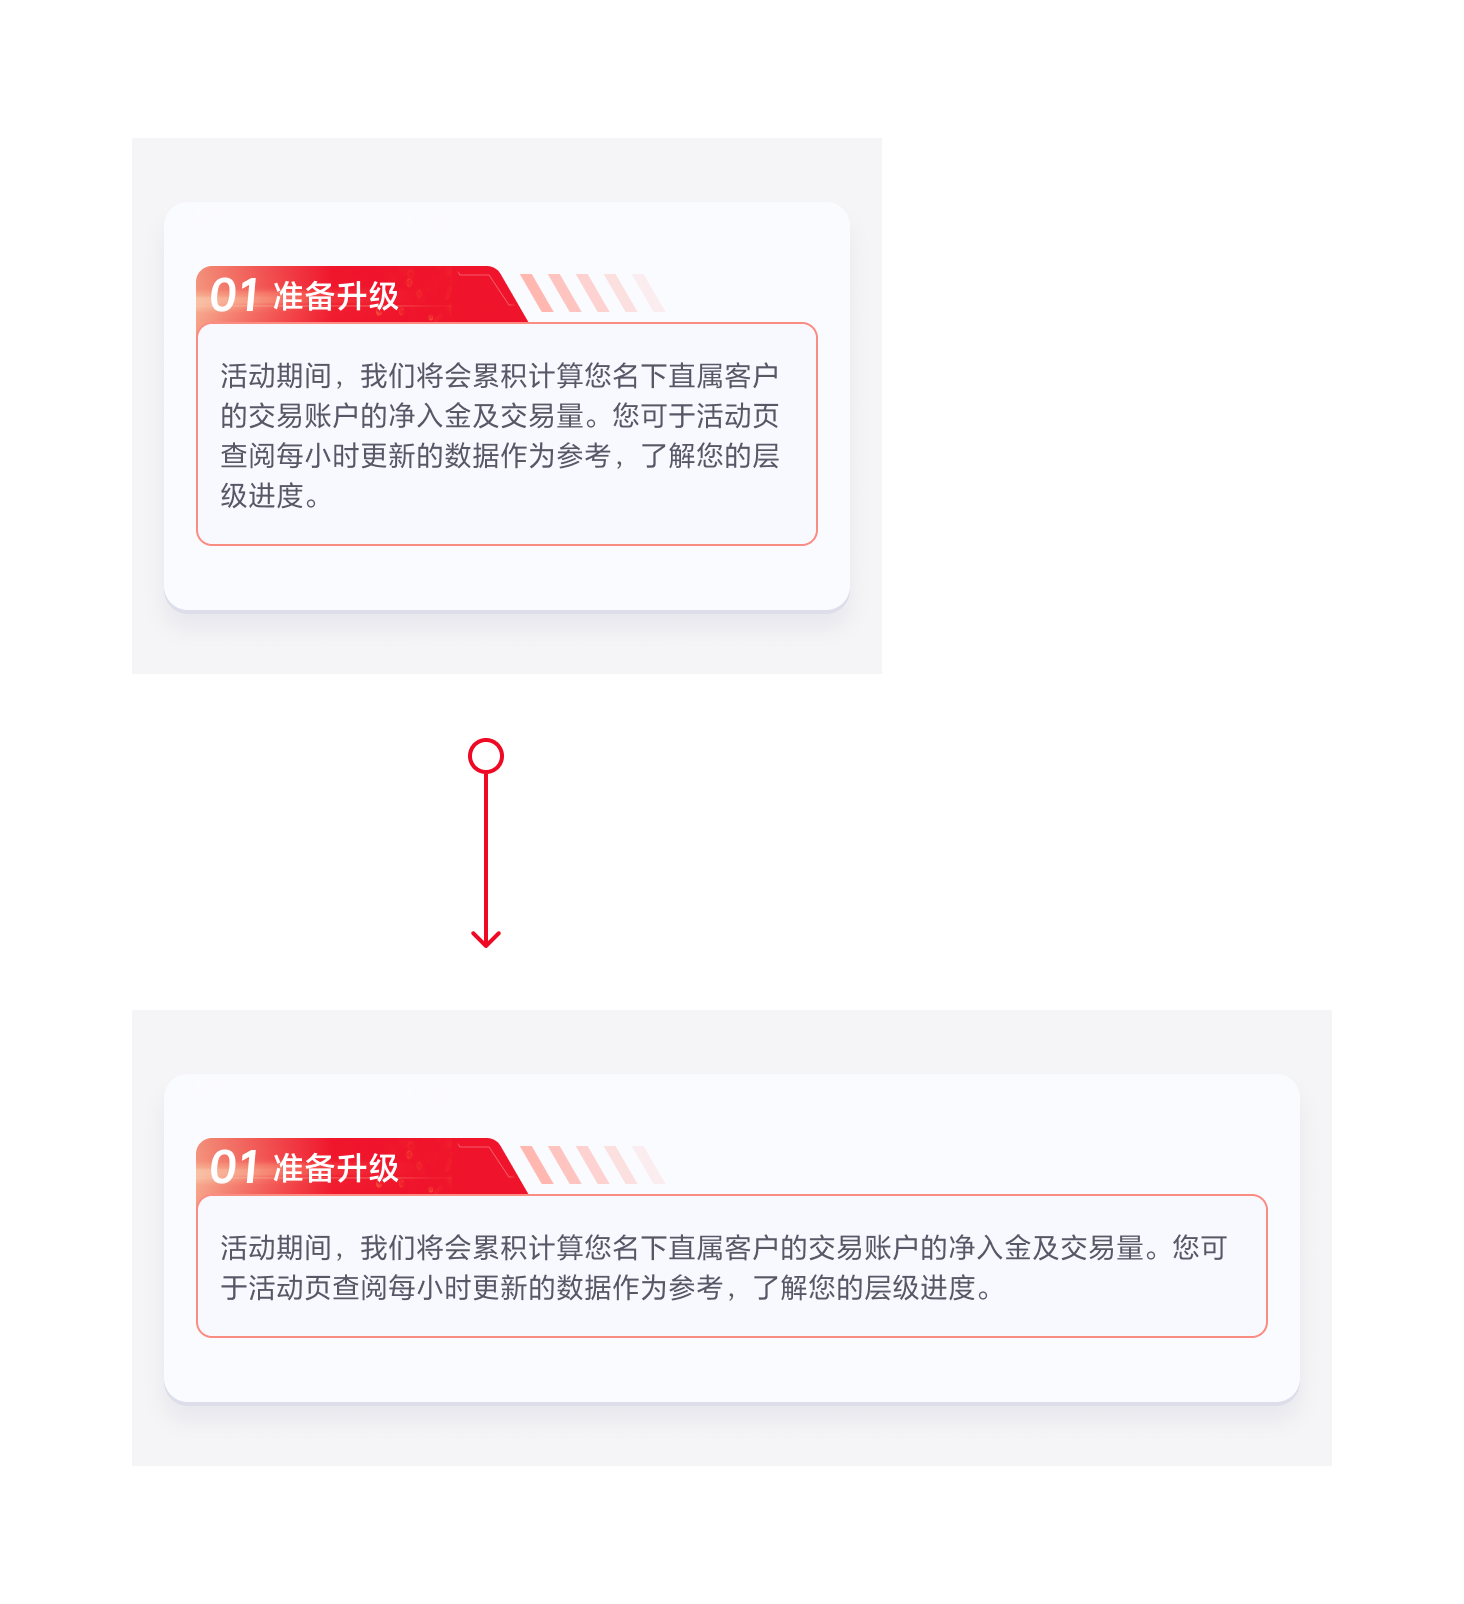 01 准备升级
活动期间，我们将会累积计算您名下直属客户
的交易账户的净入金及交易量。您可于活动页
查阅每小时更新的数据作为参考，了解您的层
级进度。
01 准备升级
活动期间，我们将会累积计算您名下直属客户的交易账户的净入金及交易量。您可
于活动页查阅每小时更新的数据作为参考，了解您的层级进度。